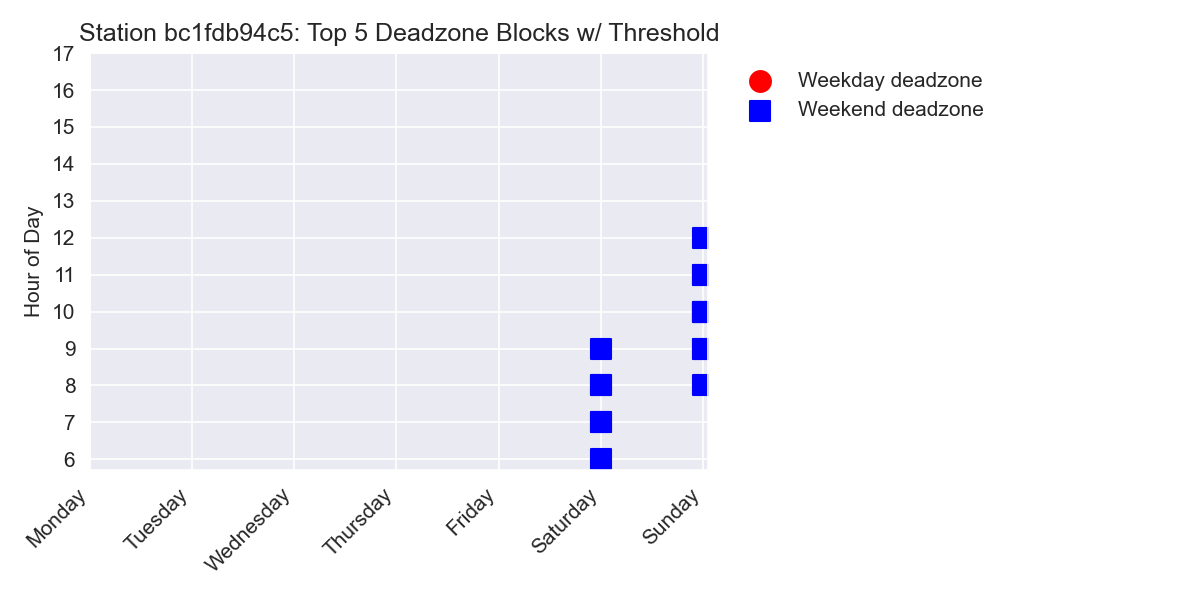 Station bc1fdb94c5: Top 5 Deadzone Blocks w/ Threshold
17
16
15
14
13
12
11
10
9
8
7
6
Hour of Day
Monday
Tuesday
Wednesday
Thursday
Friday
Saturday
Sunday
Weekday deadzone
Weekend deadzone